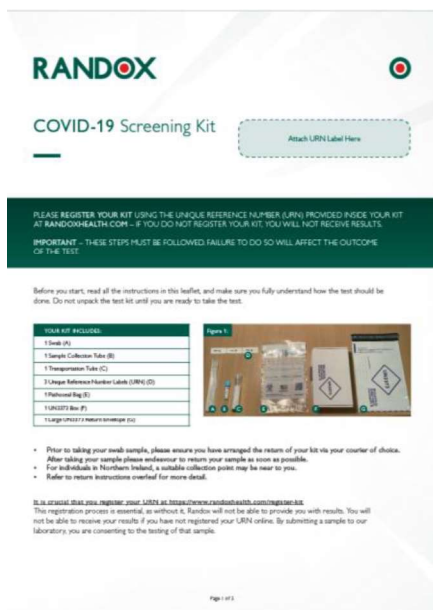 RANDOX
COVID-19 Screening Kit
Attach URN Label Here
PLEASE REGISTER YOUR KIT USING THE UNIQUE REFERENCE NUMBER (URN) PROVIDED INSIDE YOUR KIT
AT RANDOXHEALTH.COM – IF YOU DO NOT REGISTER YOUR KIT, YOU WILL NOT RECEIVE RESULTS.
IMPORTANT – THESE STEPS MUST BE FOLLOWED. FAILURE TO DO SO WILL AFFECT THE OUTCOME
OF THE TEST.
Before you start, read all the instructions in this leaflet, and make sure you fully understand how the test should be
done. Do not unpack the test kit until you are ready to take the test.
YOUR KIT INCLUDES:
1 Swab (A)
1 Sample Collection Tube (B)
1 Transportation Tube (C)
3 Unique Reference Number Labels (URN) (D)
1 Pathoseal Bag (E)
1 UN3373 Box (F)
1 Large UN3373 Return Envelope (G)
Figure 1:
A B C D E F G
• Prior to taking your swab sample, please ensure you have arranged the return of your kit via your courier of choice.
After taking your sample please endeavour to return your sample as soon as possible.
• For individuals in Northern Ireland, a suitable collection point may be near to you.
• Refer to return instructions overleaf for more detail.
It is crucial that you register your URN at https://www.randoxhealth.com/register-kit
This registration process is essential, as without it, Randox will not be able to provide you with results. You will
not be able to receive your results if you have not registered your URN online. By submitting a sample to our
laboratory, you are consenting to the testing of that sample.
Page 1 of 2